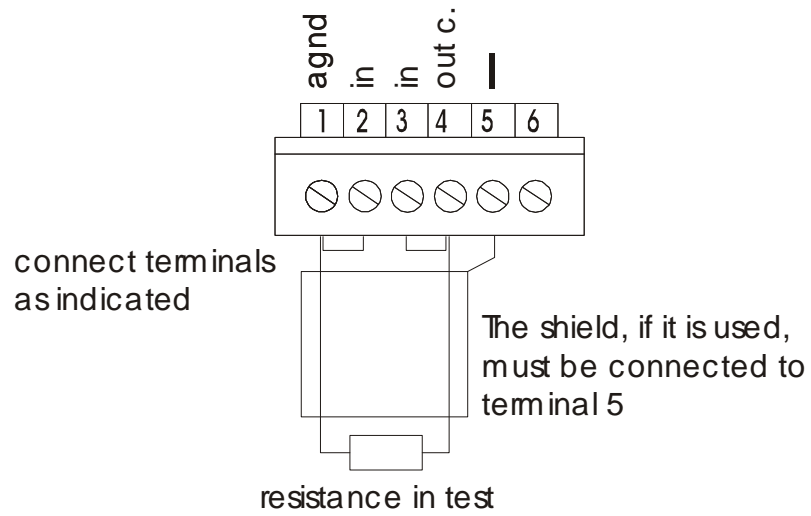 agnd
in
in
out c.
1 2 3 4 5 6
connect terminals
as indicated
The shield, if it is used,
must be connected to
terminal 5
resistance in test